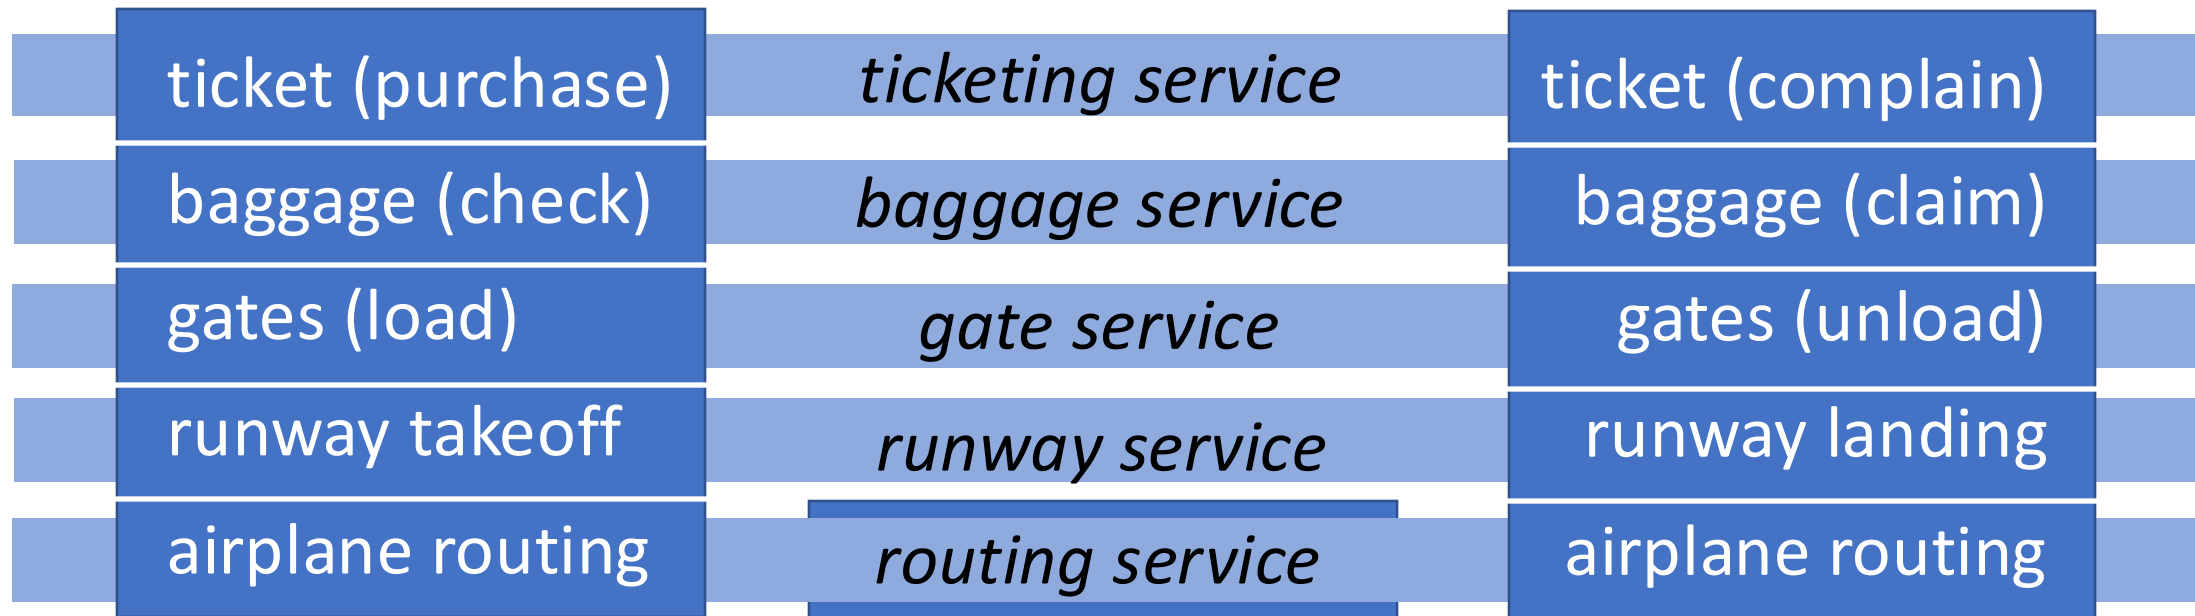 ticket (purchase) ticketing service ticket (complain)
baggage (check) baggage service baggage (claim)
gates (load) gate service gates (unload)
runway takeoff runway service runway landing
airplane routing routing service airplane routing